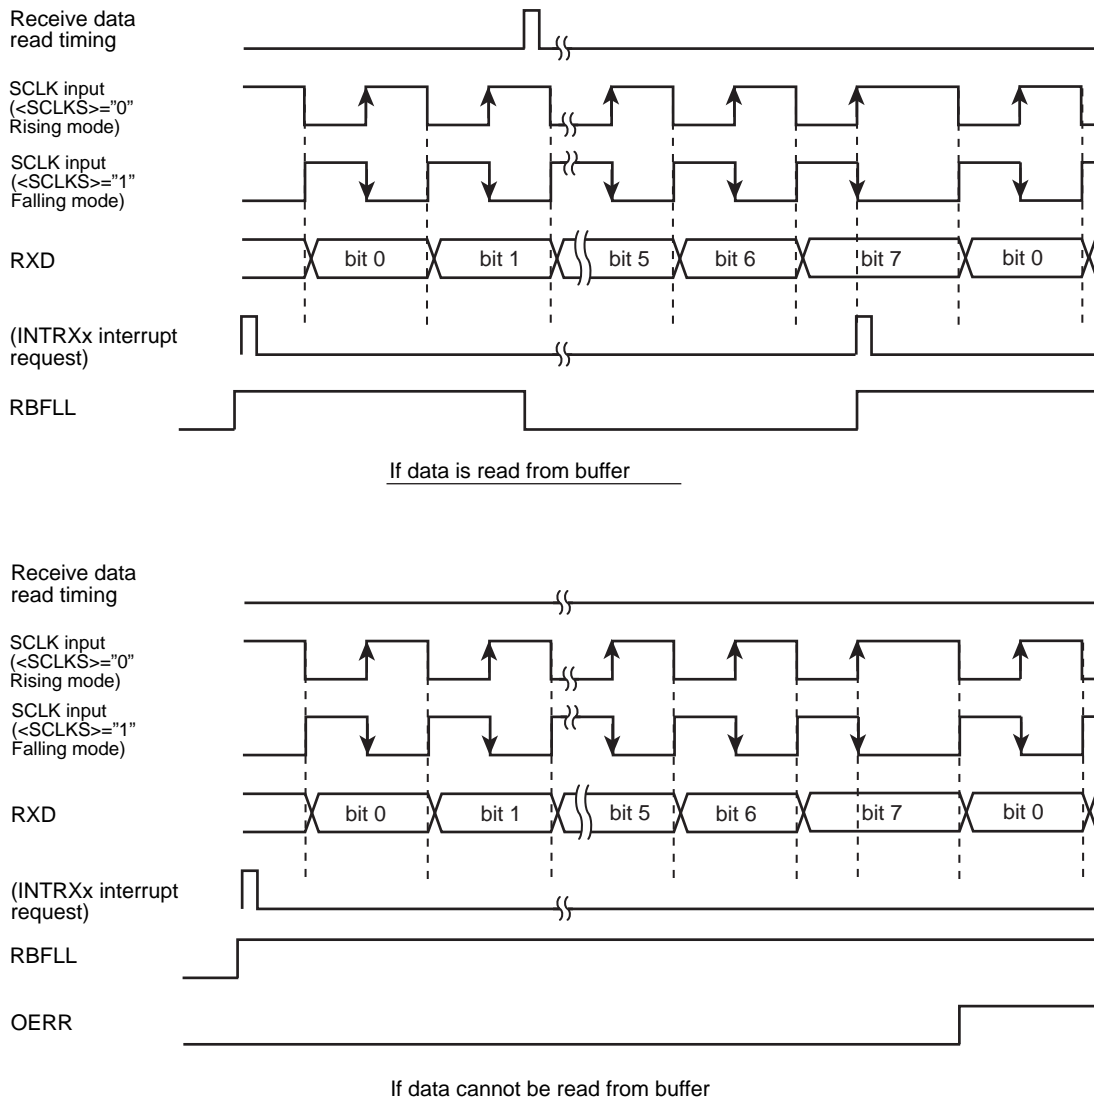 Receive data
read timing
SCLK input
(<SCLKS>=”0”
Rising mode)
SCLK input
(<SCLKS>=”1”
Falling mode)
RXD
bit 0
bit 1
bit 5
bit 6
bit 7
bit 0
(INTRXx interrupt
request)
RBFLL
If data is read from buffer
Receive data
read timing
SCLK input
(<SCLKS>=”0”
Rising mode)
SCLK input
(<SCLKS>=”1”
Falling mode)
RXD
bit 0
bit 1
bit 5
bit 6
bit 7
bit 0
(INTRXx interrupt
request)
RBFLL
OERR
If data cannot be read from buffer